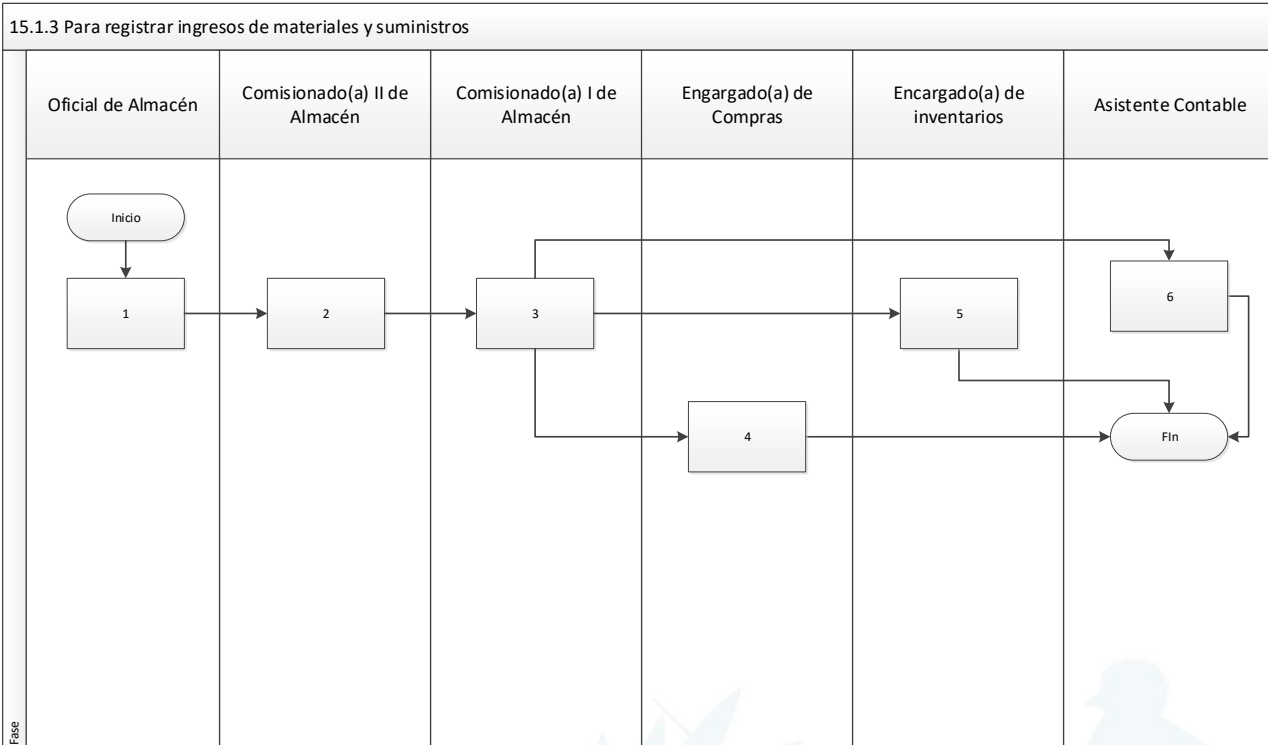 15.1.3 Para registrar ingresos de materiales y suministros
Oficial de Almacén
Comisionado(a) II de
Almacén
Comisionado(a) I de
Almacén
Engargado(a) de
Compras
Encargado(a) de
inventarios
Asistente Contable
Inicio
1
2
3
5
6
4
FIn
Fase